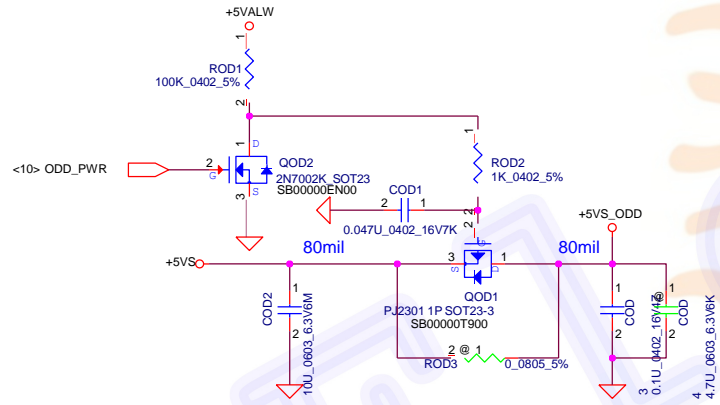 +5VALW
1
ROD1
100K_0402_5%
2
1
D
<10> ODD_PWR
2
G
QOD2
2N7002K_SOT23
SB00000EN00
S
3
1
ROD2
1K_0402_5%
2
COD1
2
1
0.047U_0402_16V7K
2
G
+5VS
80mil
3
S
D
1
80mil
+5VS_ODD
QOD1
PJ2301 1P SOT23-3
SB00000T900
1
COD2
2
10U_0603_6.3V6M
2 @ 1
ROD3
0_0805_5%
1
COD
2
3
0.1U_0402_16V4Z
1
@
COD
2
4
4.7U_0603_6.3V6K